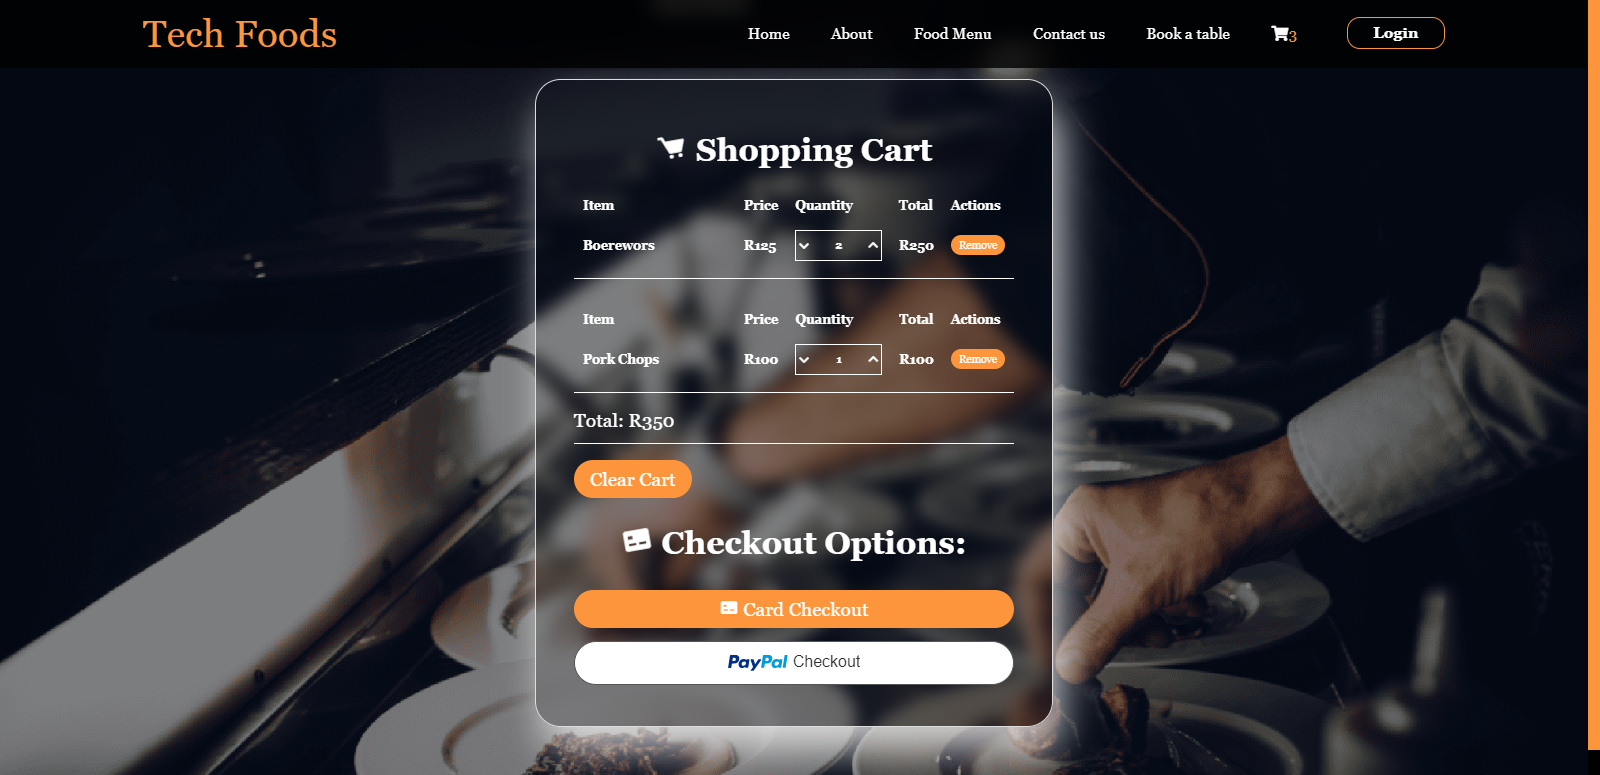 Tech Foods
Home About Food Menu Contact us Book a table 3 Login
Shopping Cart
Item Price Quantity Total Actions
Boerewors R125 2 R250 Remove
Item Price Quantity Total Actions
Pork Chops R100 1 R100 Remove
Total: R350
Clear Cart
Checkout Options:
Card Checkout
PayPal Checkout